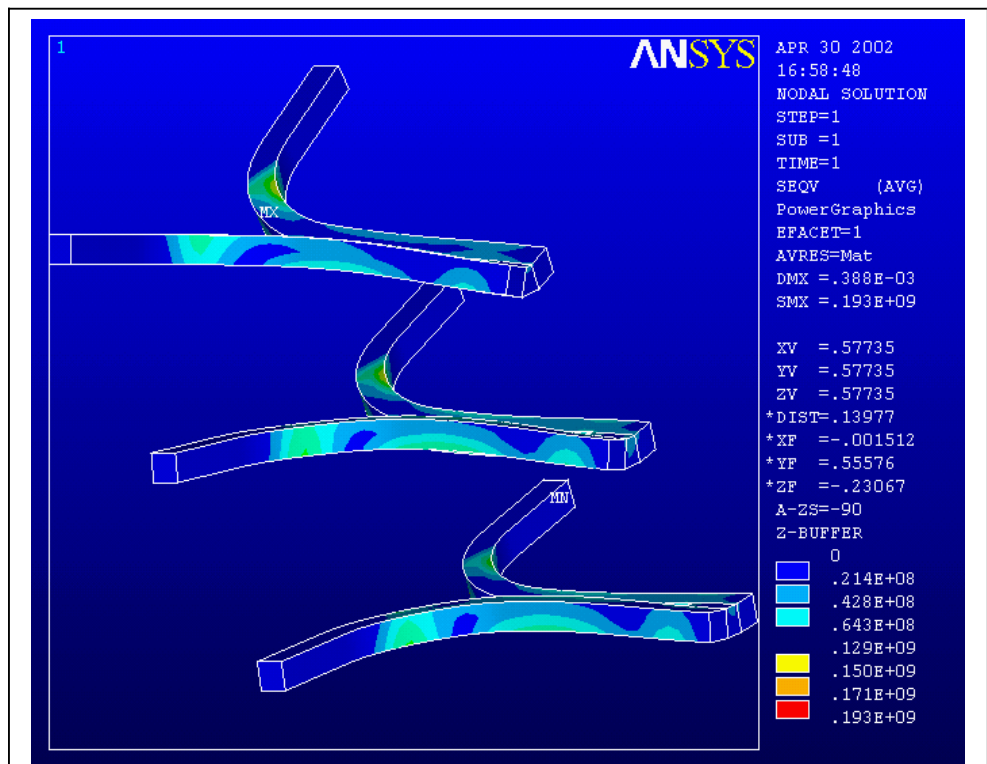 1
ANSYS
APR 30 2002
16:58:48
NODAL SOLUTION
STEP=1
SUB =1
TIME=1
SEQV (AVG)
PowerGraphics
EFACET=1
AVRES=Mat
DMX =.388E-03
SMX =.193E+09
XV =.57735
YV =.57735
ZV =.57735
*DIST=.13977
*XF =-.001512
*YF =.55576
*ZF =-.23067
A-ZS=-90
Z-BUFFER
0
.214E+08
.428E+08
.643E+08
.129E+09
.150E+09
.171E+09
.193E+09
MX
MN